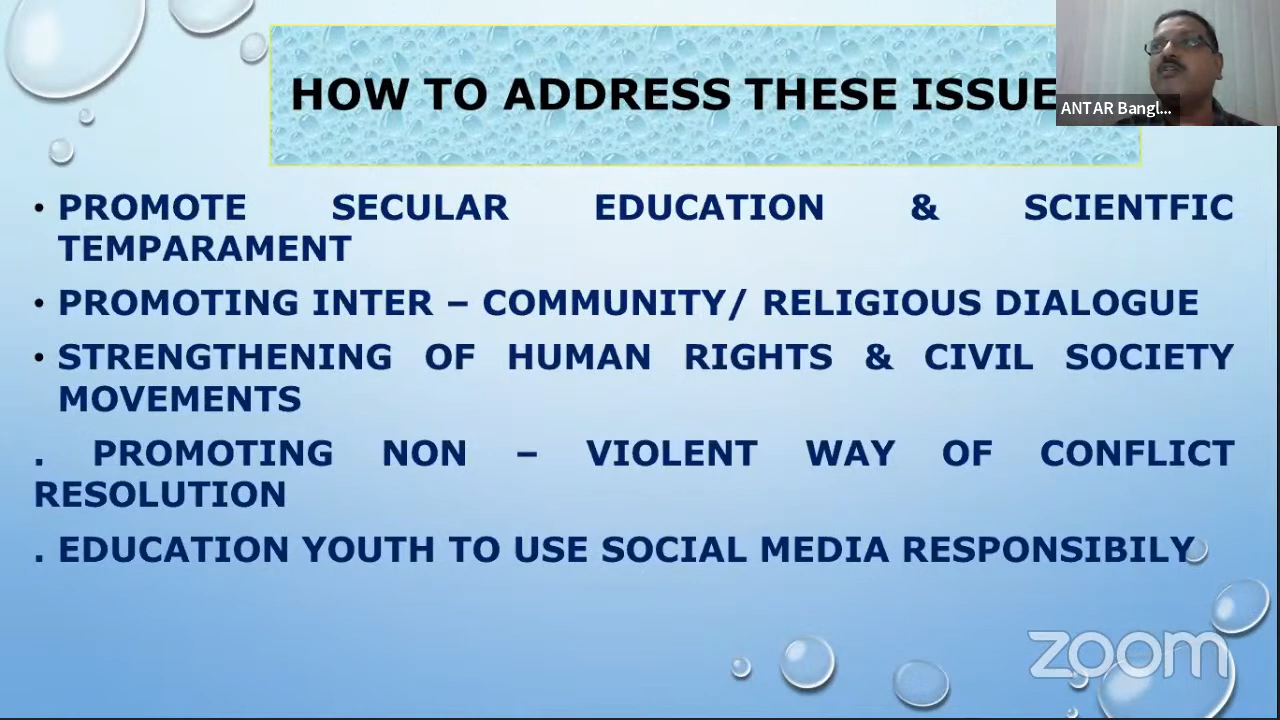 HOW TO ADDRESS THESE ISSUE
ANTAR Bangl...
• PROMOTE SECULAR EDUCATION & SCIENTFIC
TEMPARAMENT
• PROMOTING INTER – COMMUNITY/ RELIGIOUS DIALOGUE
• STRENGTHENING OF HUMAN RIGHTS & CIVIL SOCIETY
MOVEMENTS
. PROMOTING NON – VIOLENT WAY OF CONFLICT
RESOLUTION
. EDUCATION YOUTH TO USE SOCIAL MEDIA RESPONSIBILY
zoom